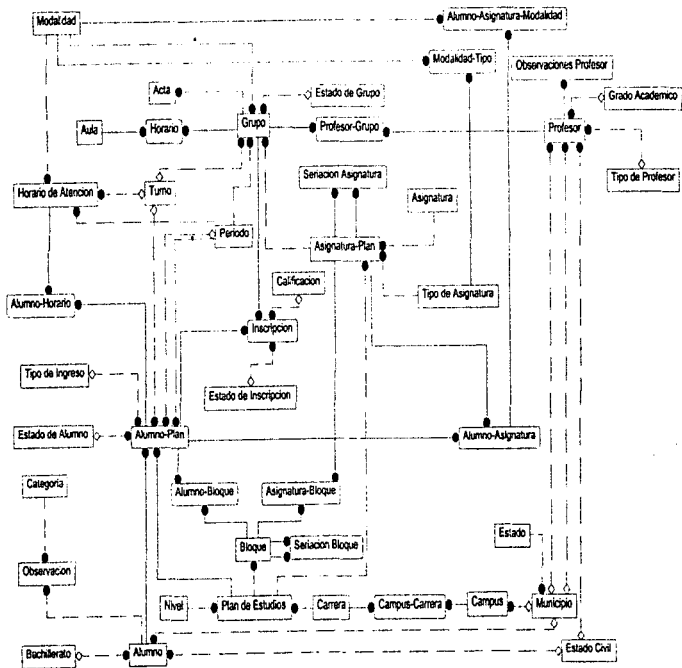 Modalidad
Alumno-Asignatura-Modalidad
Modalidad-Tipo
Observaciones Profesor
Acta
Estado de Grupo
Grado Academico
Aula
Horario
Grupo
Profesor-Grupo
Profesor
Tipo de Profesor
Seriacion Asignatura
Asignatura
Horario de Atencion
Turno
Periodo
Asignatura-Plan
Calificacion
Tipo de Asignatura
Alumno-Horario
Inscripcion
Tipo de Ingreso
Estado de Inscripcion
Estado de Alumno
Alumno-Plan
Alumno-Asignatura
Categoria
Alumno-Bloque
Asignatura-Bloque
Estado
Bloque
Seriacion Bloque
Observacion
Nivel
Plan de Estudios
Carrera
Campus-Carrera
Campus
Municipio
Bachillerato
Alumno
Estado Civil